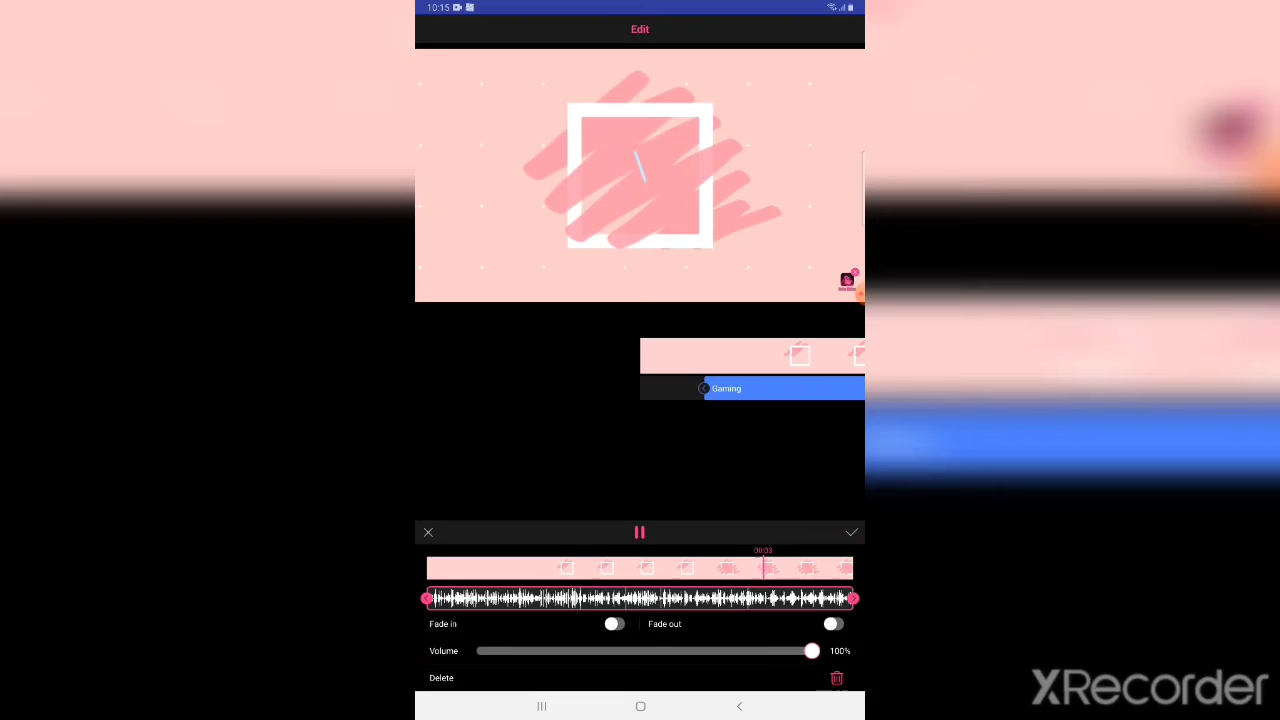 10:15
Edit
Gaming
00:03
Fade in
Fade out
Volume
100%
Delete
XRecorder